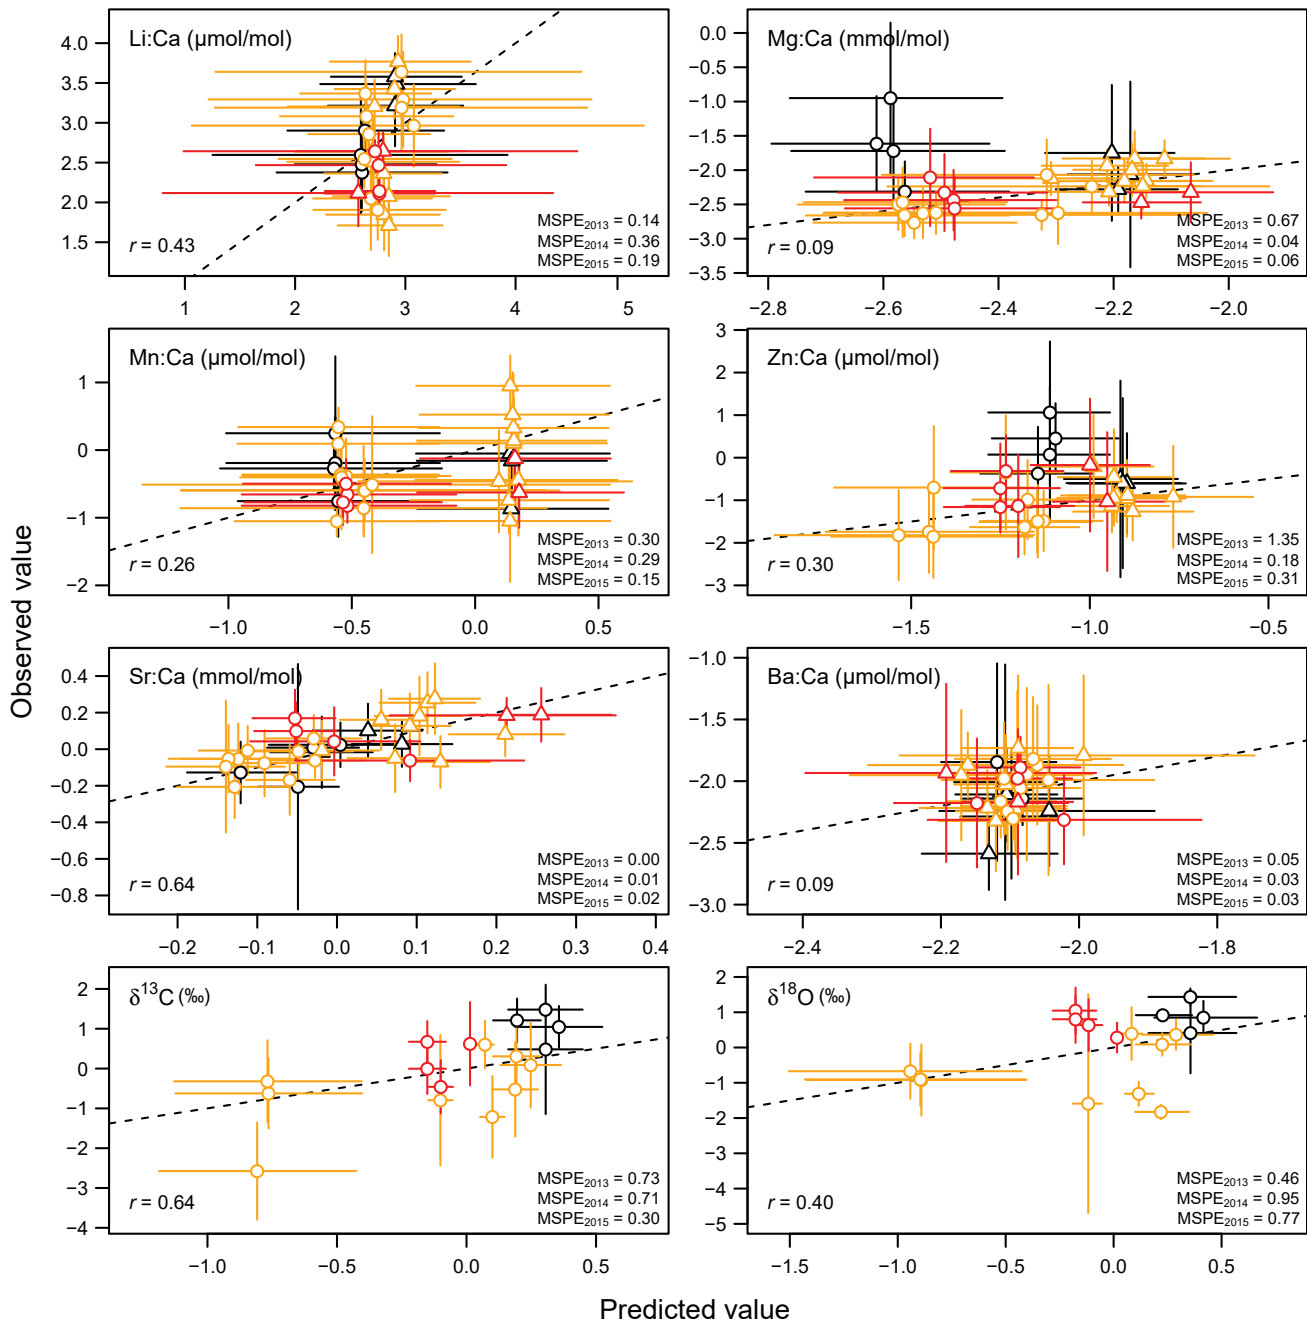 Li:Ca (μmol/mol)
4.0
3.5
3.0
2.5
2.0
1.5
r = 0.43
MSPE2013 = 0.14
MSPE2014 = 0.36
MSPE2015 = 0.19
1 2 3 4 5
Mg:Ca (mmol/mol)
0.0
−0.5
−1.0
−1.5
−2.0
−2.5
−3.0
−3.5
r = 0.09
MSPE2013 = 0.67
MSPE2014 = 0.04
MSPE2015 = 0.06
−2.8 −2.6 −2.4 −2.2 −2.0
Mn:Ca (μmol/mol)
1
0
−1
−2
r = 0.26
MSPE2013 = 0.30
MSPE2014 = 0.29
MSPE2015 = 0.15
−1.0 −0.5 0.0 0.5
Zn:Ca (μmol/mol)
3
2
1
0
−1
−2
−3
r = 0.30
MSPE2013 = 1.35
MSPE2014 = 0.18
MSPE2015 = 0.31
−1.5 −1.0 −0.5
Observed value
Sr:Ca (mmol/mol)
0.4
0.2
0.0
−0.2
−0.4
−0.6
−0.8
r = 0.64
MSPE2013 = 0.00
MSPE2014 = 0.01
MSPE2015 = 0.02
−0.2 −0.1 0.0 0.1 0.2 0.3 0.4
Ba:Ca (μmol/mol)
−1.0
−1.5
−2.0
−2.5
−3.0
r = 0.09
MSPE2013 = 0.05
MSPE2014 = 0.03
MSPE2015 = 0.03
−2.4 −2.2 −2.0 −1.8
δ13C (‰)
2
1
0
−1
−2
−3
−4
r = 0.64
MSPE2013 = 0.73
MSPE2014 = 0.71
MSPE2015 = 0.30
−1.0 −0.5 0.0 0.5
δ18O (‰)
2
1
0
−1
−2
−3
−4
−5
r = 0.40
MSPE2013 = 0.46
MSPE2014 = 0.95
MSPE2015 = 0.77
−1.5 −1.0 −0.5 0.0 0.5
Predicted value